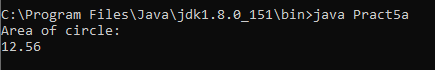 C:\Program Files\Java\jdk1.8.0_151\bin>java Pract5a
Area of circle:
12.56